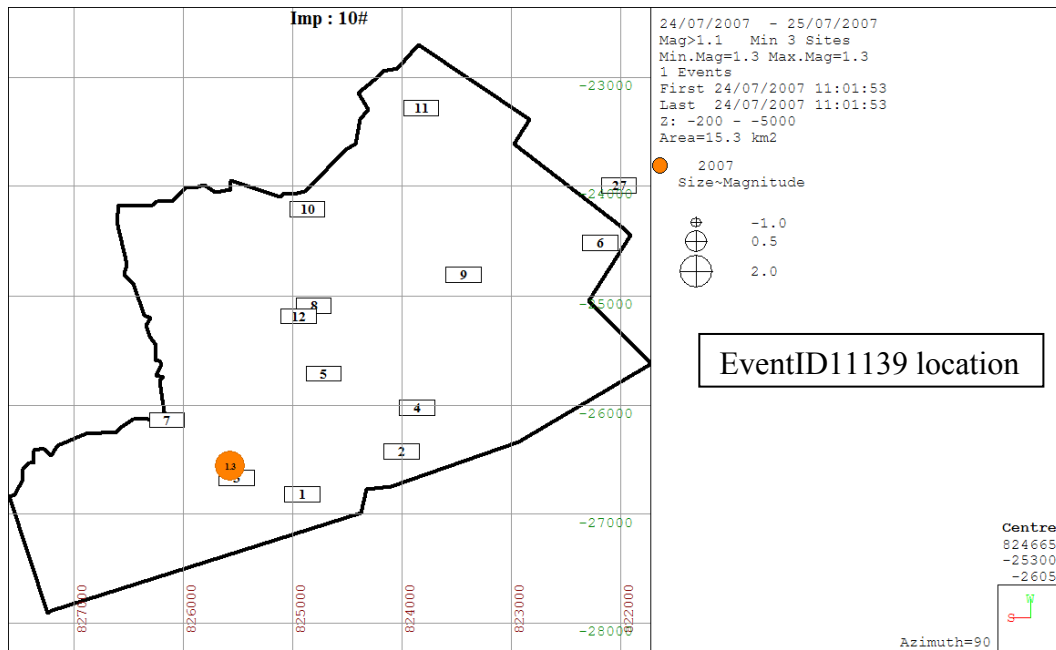 Imp : 10#
24/07/2007 - 25/07/2007
Mag>1.1 Min 3 Sites
Min.Mag=1.3 Max.Mag=1.3
1 Events
First 24/07/2007 11:01:53
Last 24/07/2007 11:01:53
Z: -200 - -5000
Area=15.3 km2
2007
Size~Magnitude
-1.0
0.5
2.0
EventID11139 location
-23000
11
27
-24000
10
6
9
-25000
8
12
5
-26000
4
7
2
1.3
3
1
-27000
827000
826000
825000
824000
823000
822000
-28000
Centre
824665
-25300
-2605
W
S
Azimuth=90